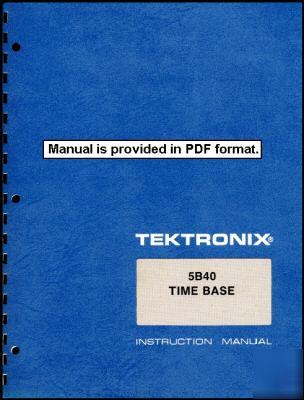 Manual is provided in PDF format.
TEKTRONIX®
5B40
TIME BASE
INSTRUCTION MANUAL